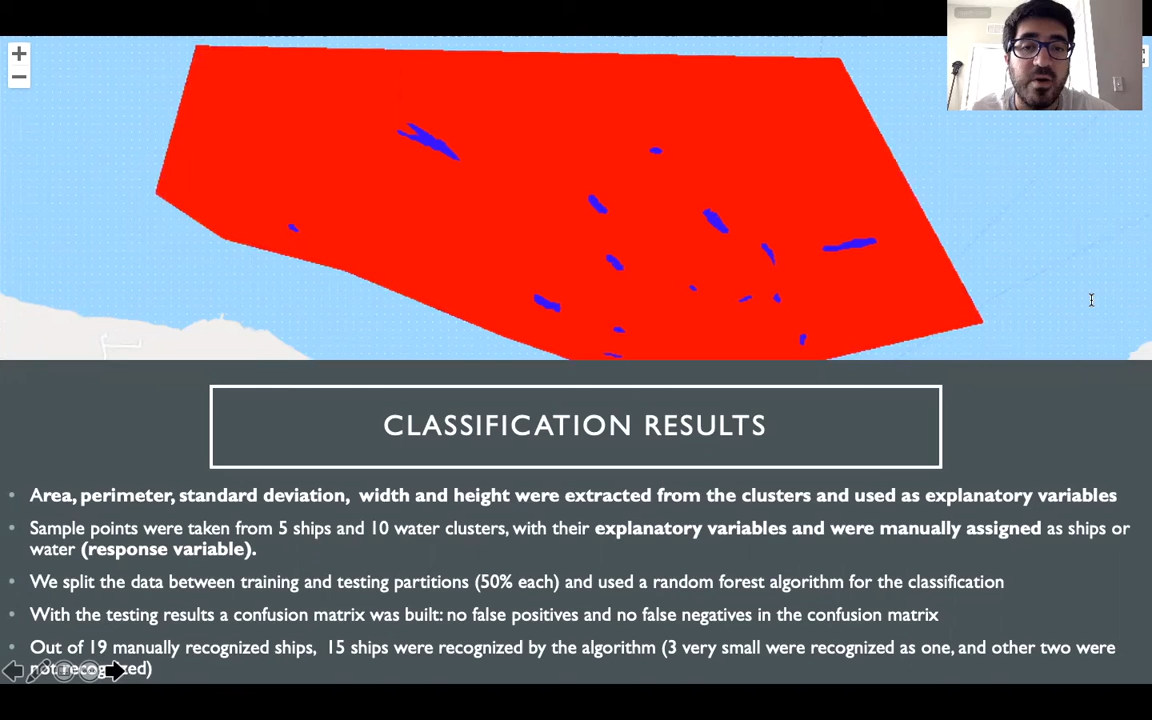 CLASSIFICATION RESULTS
• Area, perimeter, standard deviation, width and height were extracted from the clusters and used as explanatory variables
• Sample points were taken from 5 ships and 10 water clusters, with their explanatory variables and were manually assigned as ships or
water (response variable).
• We split the data between training and testing partitions (50% each) and used a random forest algorithm for the classification
• With the testing results a confusion matrix was built: no false positives and no false negatives in the confusion matrix
• Out of 19 manually recognized ships, 15 ships were recognized by the algorithm (3 very small were recognized as one, and other two were
not recognized)